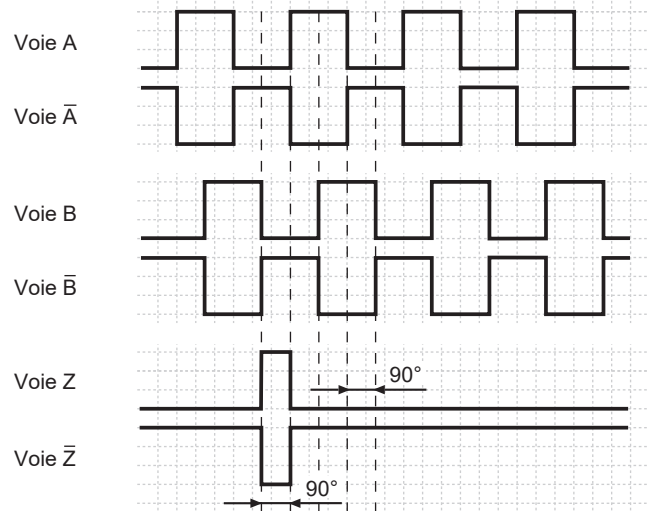 Voie A
Voie A̅
Voie B
Voie B̅
Voie Z
90°
Voie Z̅
90°